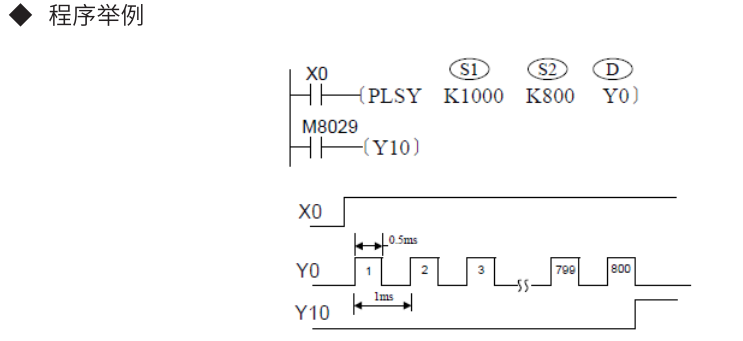 ◆ 程序举例
X0 S1 S2 D
〔PLSY K1000 K800 Y0〕
M8029
〔Y10〕
X0
0.5ms
Y0 1 2 3 799 800
1ms
Y10